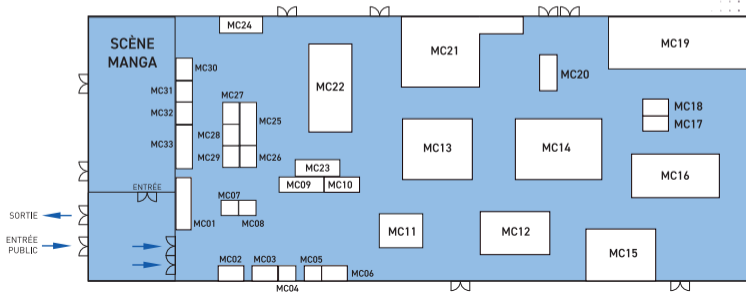 MC24
SCÈNE
MANGA
MC21
MC19
MC30
MC20
MC22
MC31
MC27
MC32
MC25
MC18
MC28
MC17
MC33
MC13
MC14
MC29
MC26
MC23
MC16
ENTRÉE
MC09
MC10
MC07
SORTIE
MC01
MC08
MC11
MC12
ENTRÉE
PUBLIC
MC15
MC02
MC03
MC05
MC06
MC04